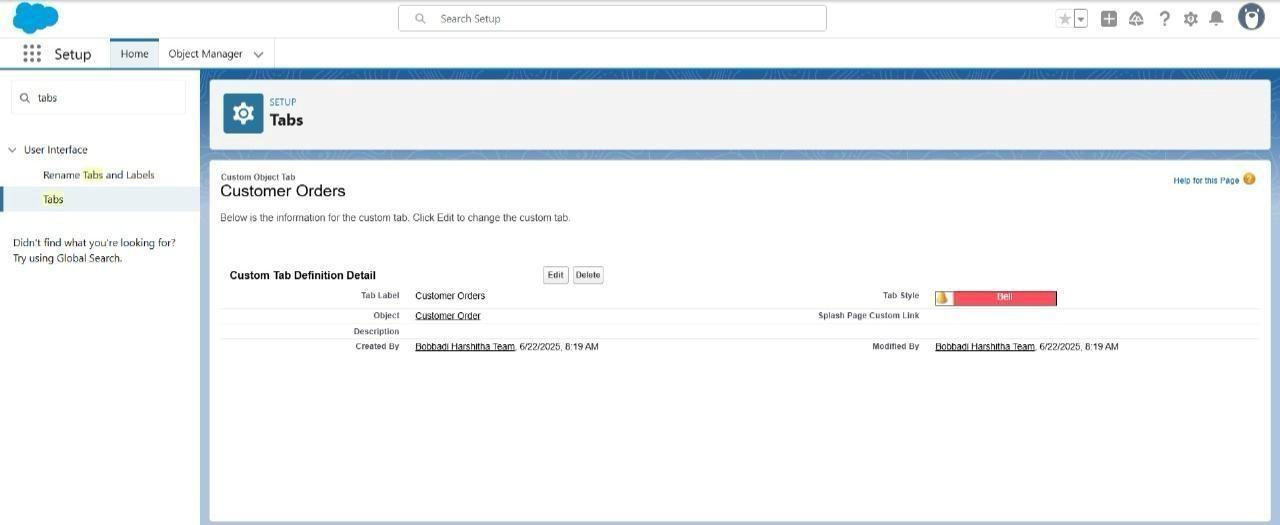 Search Setup
Setup
Home
Object Manager
tabs
User Interface
Rename Tabs and Labels
Tabs
Didn't find what you're looking for?
Try using Global Search.
SETUP
Tabs
Custom Object Tab
Customer Orders
Help for this Page
Below is the information for the custom tab. Click Edit to change the custom tab.
Custom Tab Definition Detail Edit Delete
Tab Label Customer Orders Tab Style Bell
Object Customer Order Splash Page Custom Link
Description
Created By Bobbadi Harshitha Team, 6/22/2025, 8:19 AM Modified By Bobbadi Harshitha Team, 6/22/2025, 8:19 AM